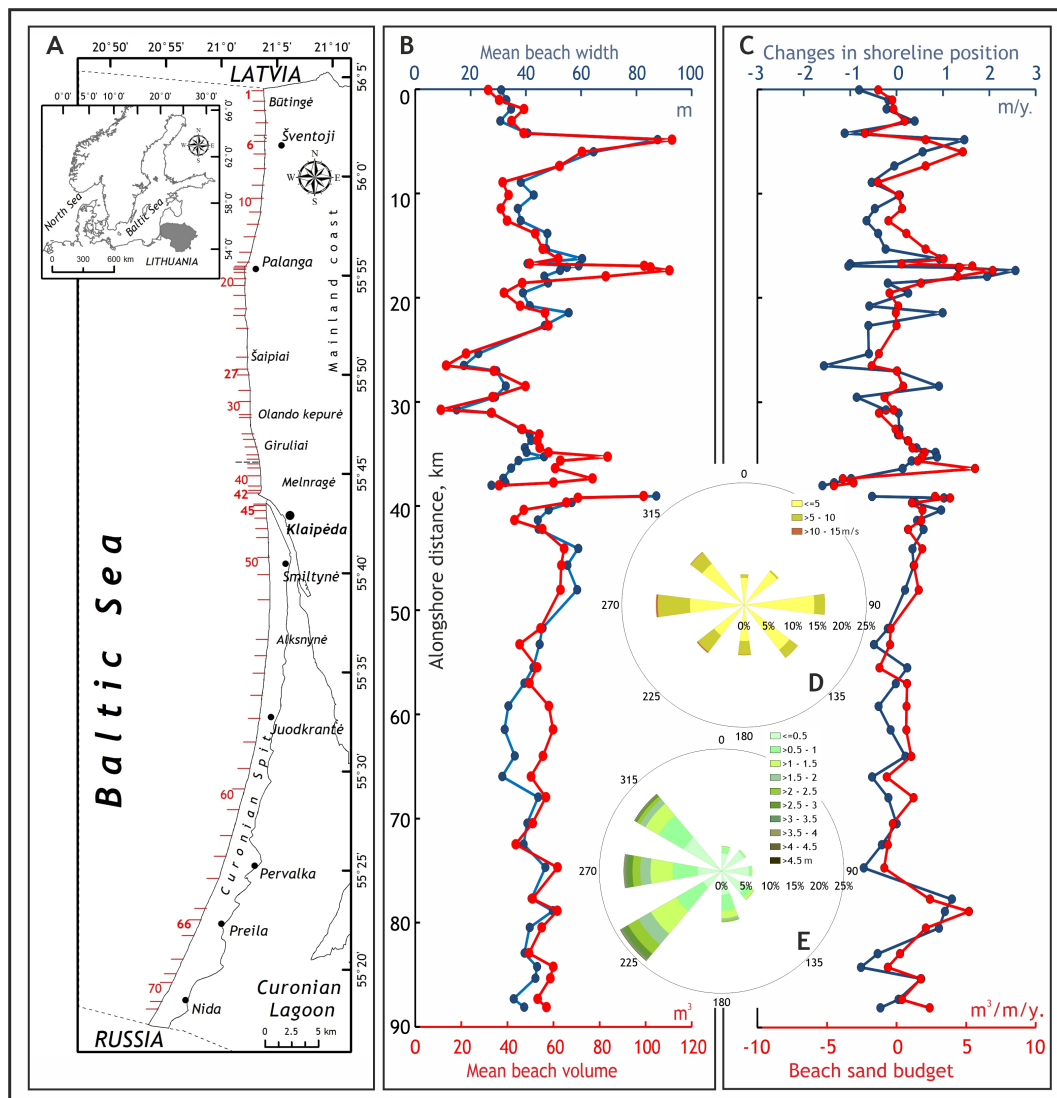 A
20°50' 20°55' 21°0' 21°5' 21°10'
LATVIA
56°5'
1
Būtingė
Šventoji
6
N
W E
S
56°0'
10
Mainland coast
Palanga
55°55'
20
Šaipiai
55°50'
27
30
Olando kepurė
Giruliai
55°45'
40
Melnragė
42
45
Klaipėda
55°40'
50
Smiltynė
Alksnynė
55°35'
Juodkrantė
Curonian Spit
55°30'
60
55°25'
Pervalka
66
Preila
55°20'
70
Curonian
Lagoon
Nida
0 2.5 5 km
RUSSIA
Baltic Sea
0°0' 10°0' 20°0' 30°0'
66°0'
N
W E
S
62°0'
58°0'
54°0'
North Sea
Baltic Sea
LITHUANIA
0 300 600 km
B
Mean beach width
0 20 40 60 80 100
m
0
10
20
30
40
50
60
70
80
90
Alongshore distance, km
m³
0 20 40 60 80 100 120
Mean beach volume
C
Changes in shoreline position
-3 -2 -1 0 1 2 3
m/y.
m³/m/y.
-10 -5 0 5 10
Beach sand budget
0
315
<=5
>5 - 10
>10 - 15 m/s
270
90
0% 5% 10% 15% 20% 25%
225
135
D
180
0
315
<=0.5
>0.5 - 1
>1 - 1.5
>1.5 - 2
>2 - 2.5
>2.5 - 3
>3 - 3.5
>3.5 - 4
>4 - 4.5
>4.5 m
270
90
0% 5% 10% 15% 20% 25%
225
135
E
180